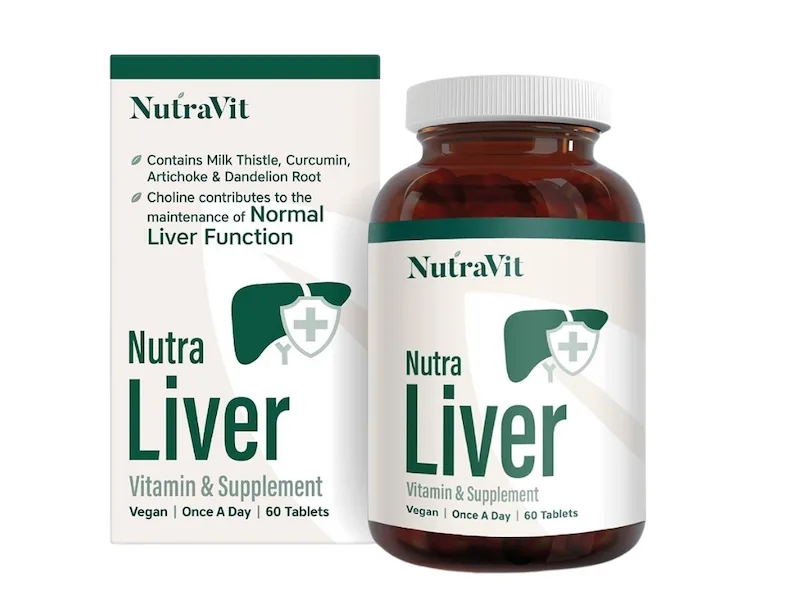 NutraVit
Contains Milk Thistle, Curcumin,
Artichoke & Dandelion Root
Choline contributes to the
maintenance of Normal
Liver Function
Nutra
Liver
Vitamin & Supplement
Vegan | Once A Day | 60 Tablets
NutraVit
Nutra
Liver
Vitamin & Supplement
Vegan | Once A Day | 60 Tablets